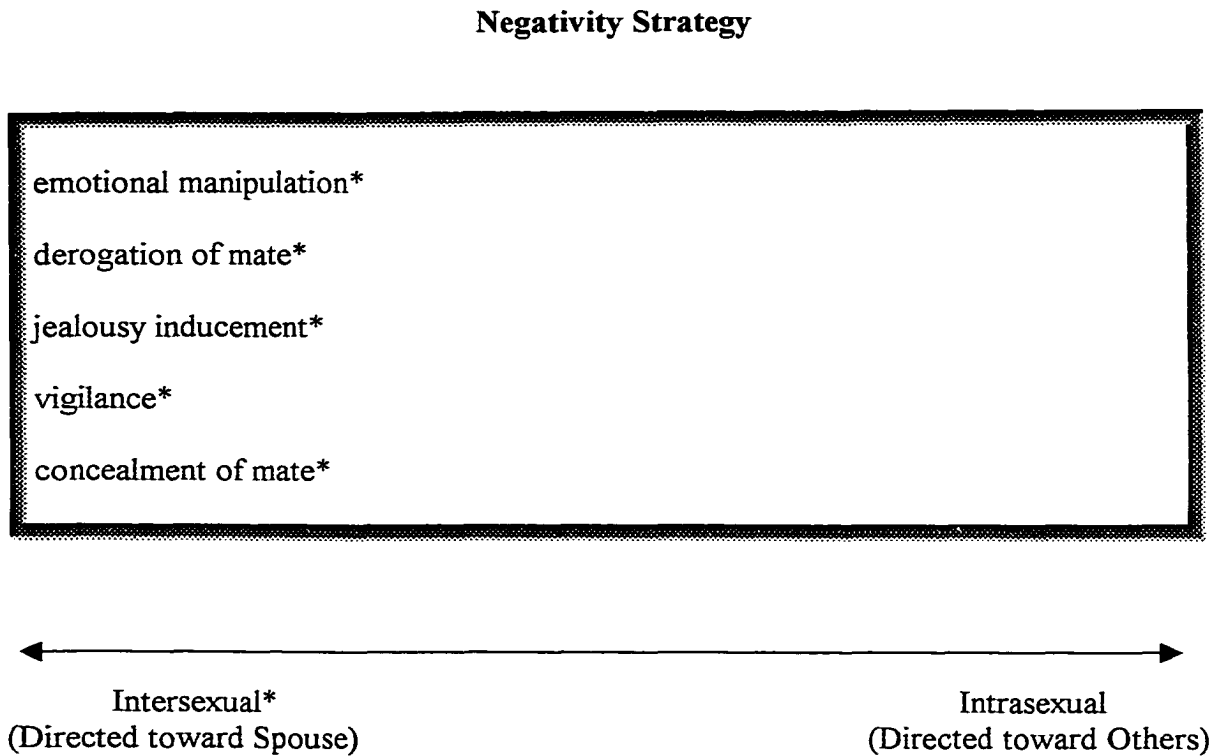 Negativity Strategy
emotional manipulation*
derogation of mate*
jealousy inducement*
vigilance*
concealment of mate*
Intersexual*
(Directed toward Spouse)
Intrasexual
(Directed toward Others)